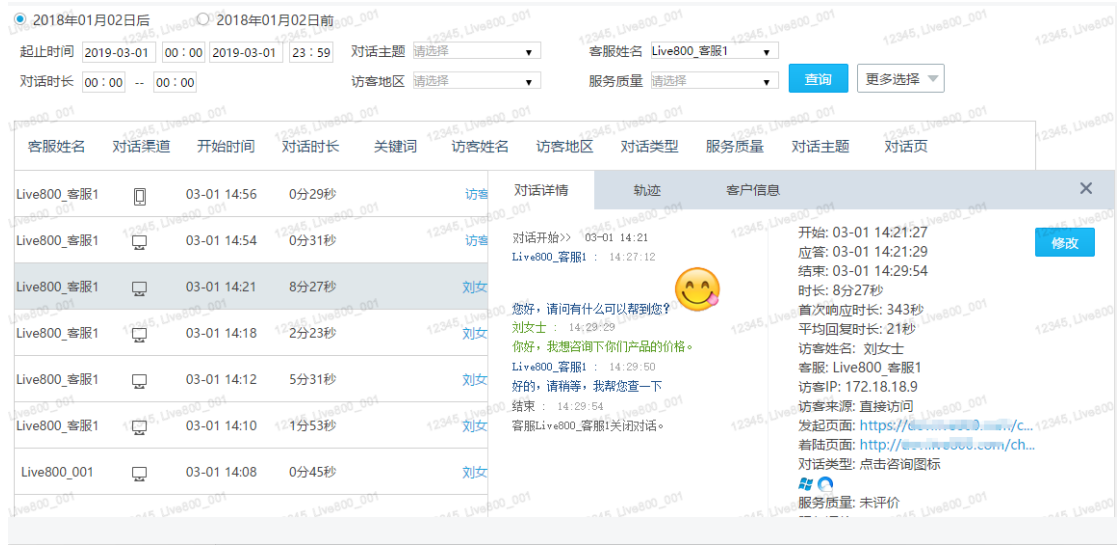 2018年01月02日后 2018年01月02日前
起止时间 2019-03-01 00:00 2019-03-01 23:59 对话主题 请选择 客服姓名 Live800_客服1
对话时长 00:00 -- 00:00 访客地区 请选择 服务质量 请选择 查询 更多选择
客服姓名 对话渠道 开始时间 对话时长 关键词 访客姓名 访客地区 对话类型 服务质量 对话主题 对话页
Live800_客服1 03-01 14:56 0分29秒 访客
Live800_客服1 03-01 14:54 0分31秒 访客
Live800_客服1 03-01 14:21 8分27秒 刘女
Live800_客服1 03-01 14:18 2分23秒 刘女
Live800_客服1 03-01 14:12 5分31秒 刘女
Live800_客服1 03-01 14:10 1分53秒 刘女
Live800_001 03-01 14:08 0分45秒 刘女
对话详情 轨迹 客户信息
对话开始>> 03-01 14:21
Live800_客服1 : 14:27:12
您好，请问有什么可以帮到您?
刘女士 : 14:29:29
你好，我想咨询下你们产品的价格。
Live800_客服1 : 14:29:50
好的，请稍等，我帮您查一下
结束 : 14:29:54
客服Live800_客服1关闭对话。
开始: 03-01 14:21:27
应答: 03-01 14:21:29
结束: 03-01 14:29:54
时长: 8分27秒
首次响应时长: 343秒
平均回复时长: 21秒
访客姓名: 刘女士
客服: Live800_客服1
访客IP: 172.18.18.9
访客来源: 直接访问
发起页面: https://
着陆页面: http://
对话类型: 点击咨询图标
服务质量: 未评价
修改
12345, Live800_001